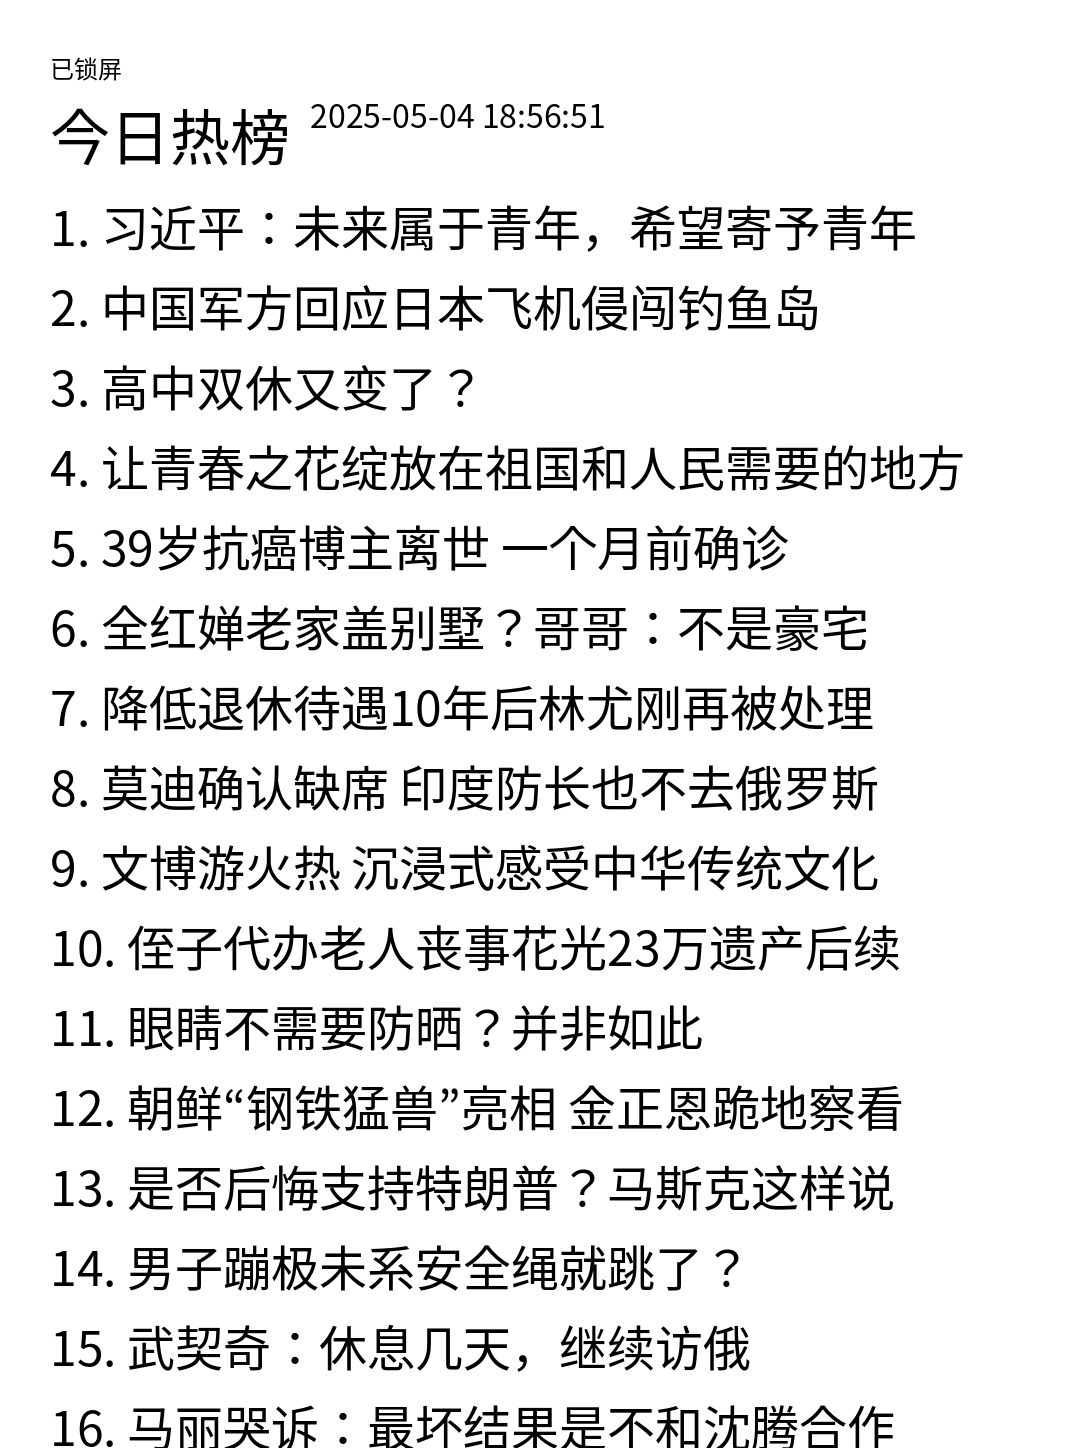 已锁屏
今日热榜 2025-05-04 18:56:51
1. 习近平：未来属于青年，希望寄予青年
2. 中国军方回应日本飞机侵闯钓鱼岛
3. 高中双休又变了？
4. 让青春之花绽放在祖国和人民需要的地方
5. 39岁抗癌博主离世 一个月前确诊
6. 全红婵老家盖别墅？哥哥：不是豪宅
7. 降低退休待遇10年后林尤刚再被处理
8. 莫迪确认缺席 印度防长也不去俄罗斯
9. 文博游火热 沉浸式感受中华传统文化
10. 侄子代办老人丧事花光23万遗产后续
11. 眼睛不需要防晒？并非如此
12. 朝鲜“钢铁猛兽”亮相 金正恩跪地察看
13. 是否后悔支持特朗普？马斯克这样说
14. 男子蹦极未系安全绳就跳了？
15. 武契奇：休息几天，继续访俄
16. 马丽哭诉：最坏结果是不和沈腾合作